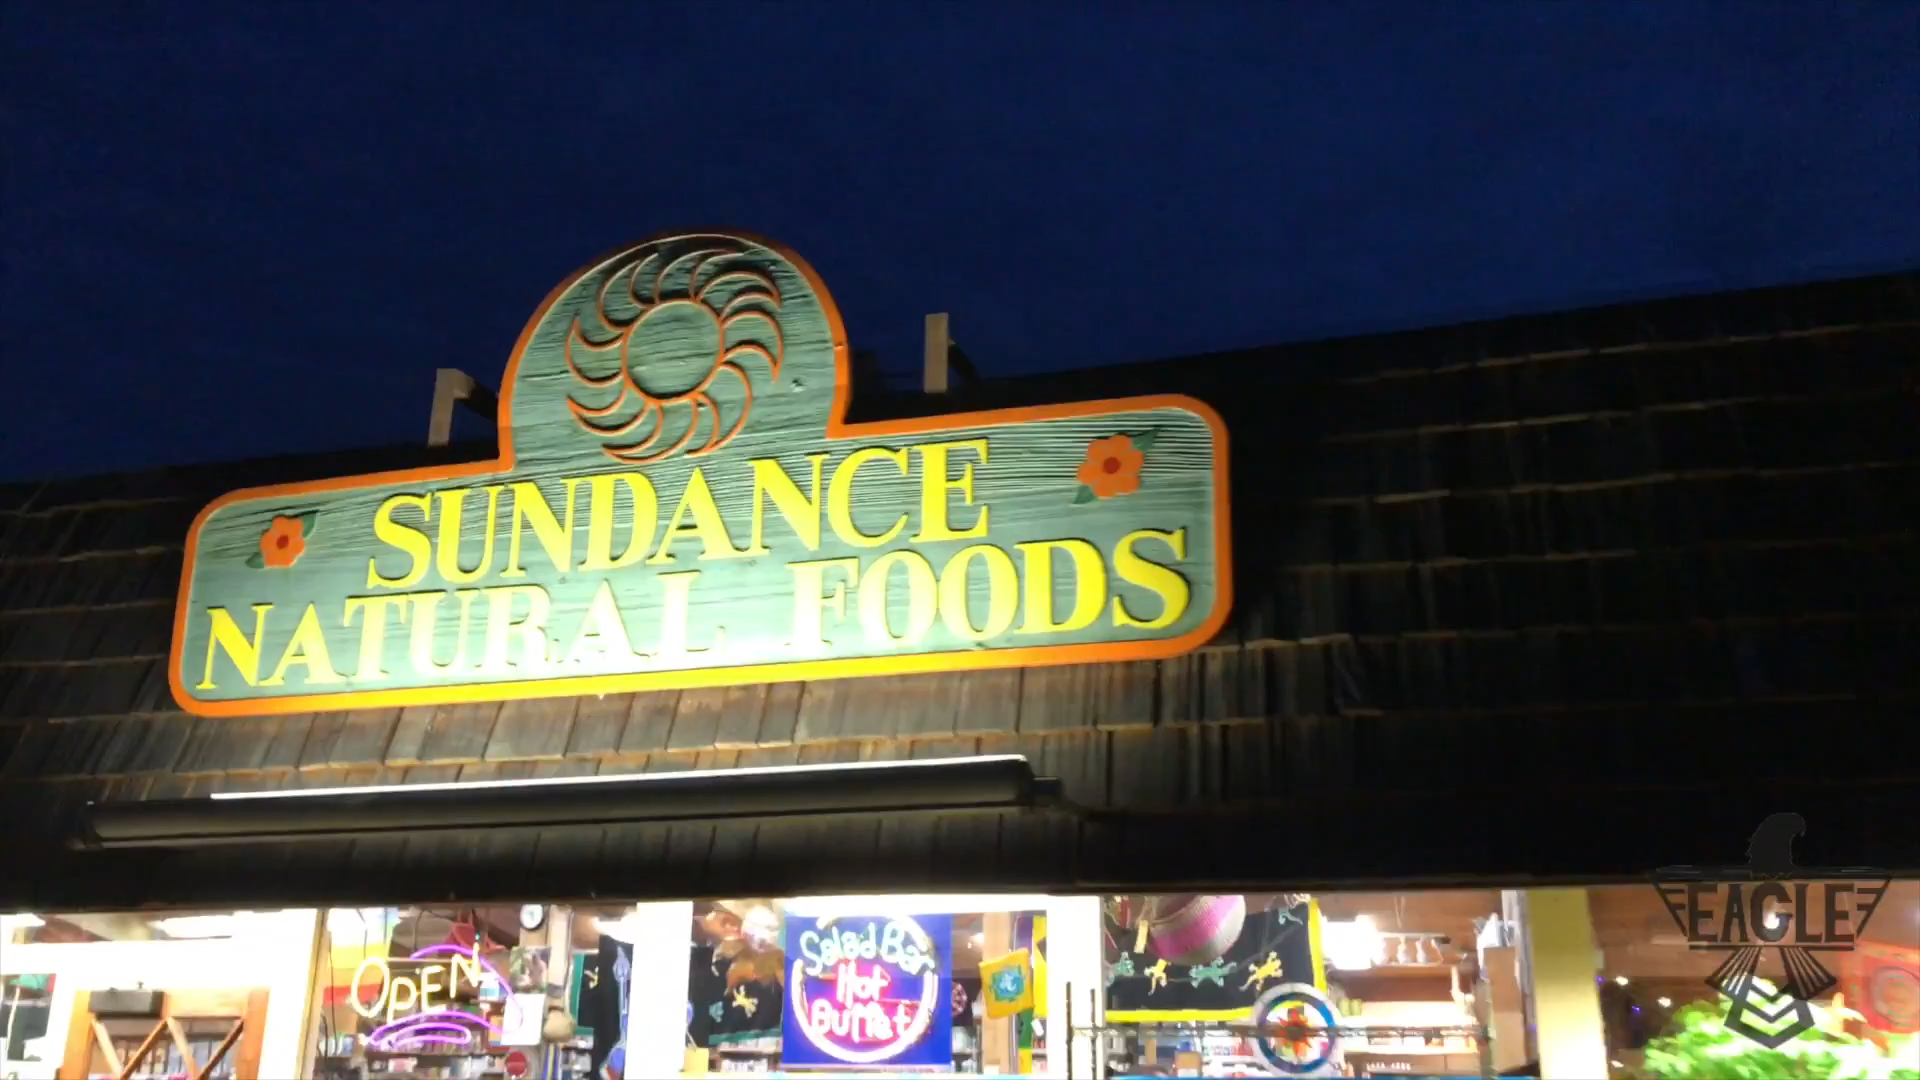 SUNDANCE
NATURAL FOODS
OPEN
Salad Bar
Hot
Buffet
EAGLE